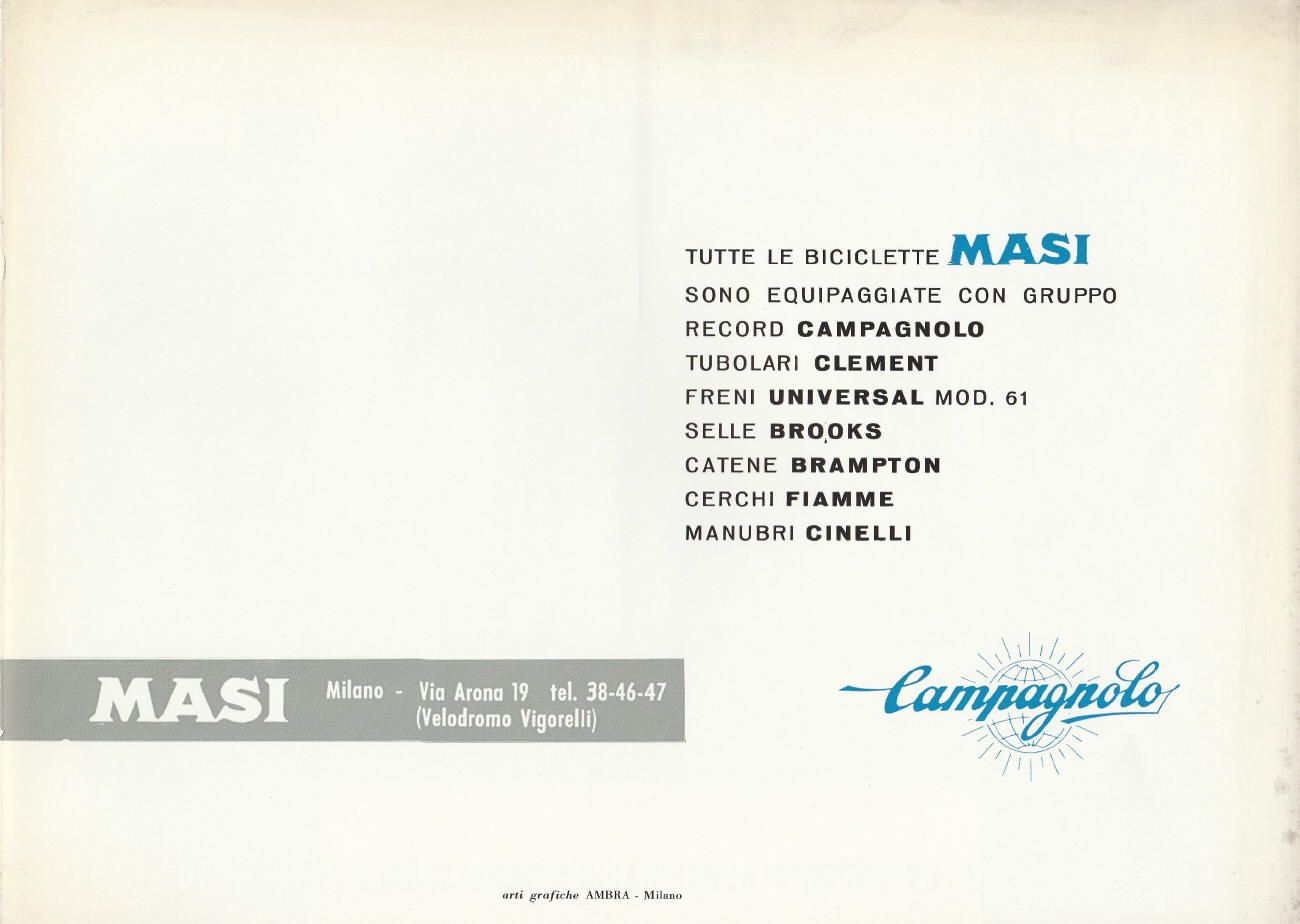 TUTTE LE BICICLETTE MASI
SONO EQUIPAGGIATE CON GRUPPO
RECORD CAMPAGNOLO
TUBOLARI CLEMENT
FRENI UNIVERSAL MOD. 61
SELLE BROOKS
CATENE BRAMPTON
CERCHI FIAMME
MANUBRI CINELLI
MASI Milano - Via Arona 19 tel. 38-46-47
(Velodromo Vigorelli)
Campagnolo
arti grafiche AMBRA - Milano